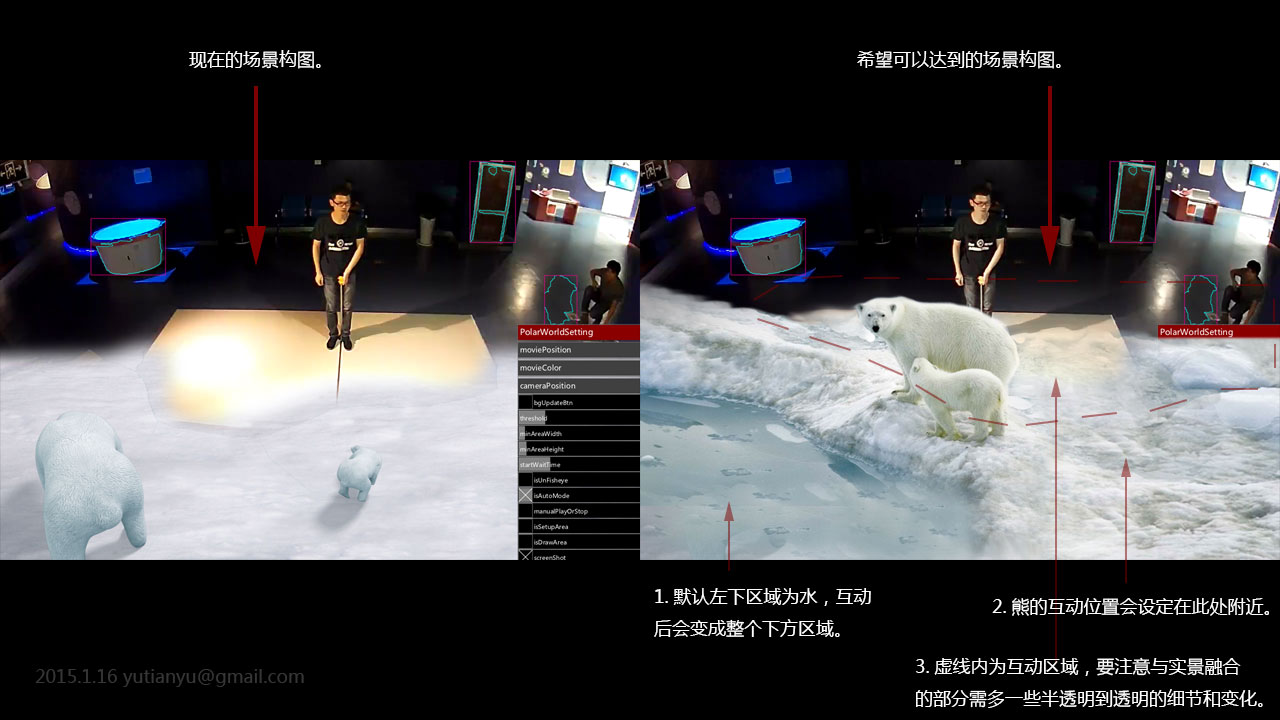 现在的场景构图。
希望可以达到的场景构图。
PolarWorldSetting
moviePosition
movieColor
cameraPosition
bgUpdateBtn
threshold
minAreaWidth
minAreaHeight
startWaitTime
isUnFisheye
isAutoMode
manualPlayOrStop
isSetupArea
isDrawArea
screenShot
PolarWorldSetting
1. 默认左下区域为水，互动
后会变成整个下方区域。
2. 熊的互动位置会设定在此处附近。
3. 虚线内为互动区域，要注意与实景融合
的部分需多一些半透明到透明的细节和变化。
2015.1.16 yutianyu@gmail.com